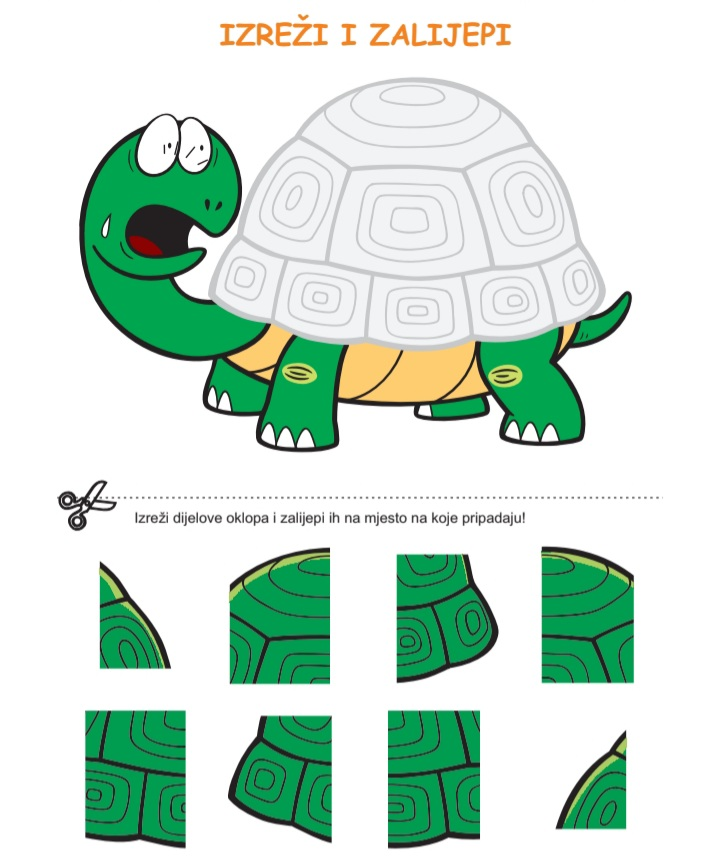 IZREŽI I ZALIJEPI
Izreži dijelove oklopa i zalijepi ih na mjesto na koje pripadaju!